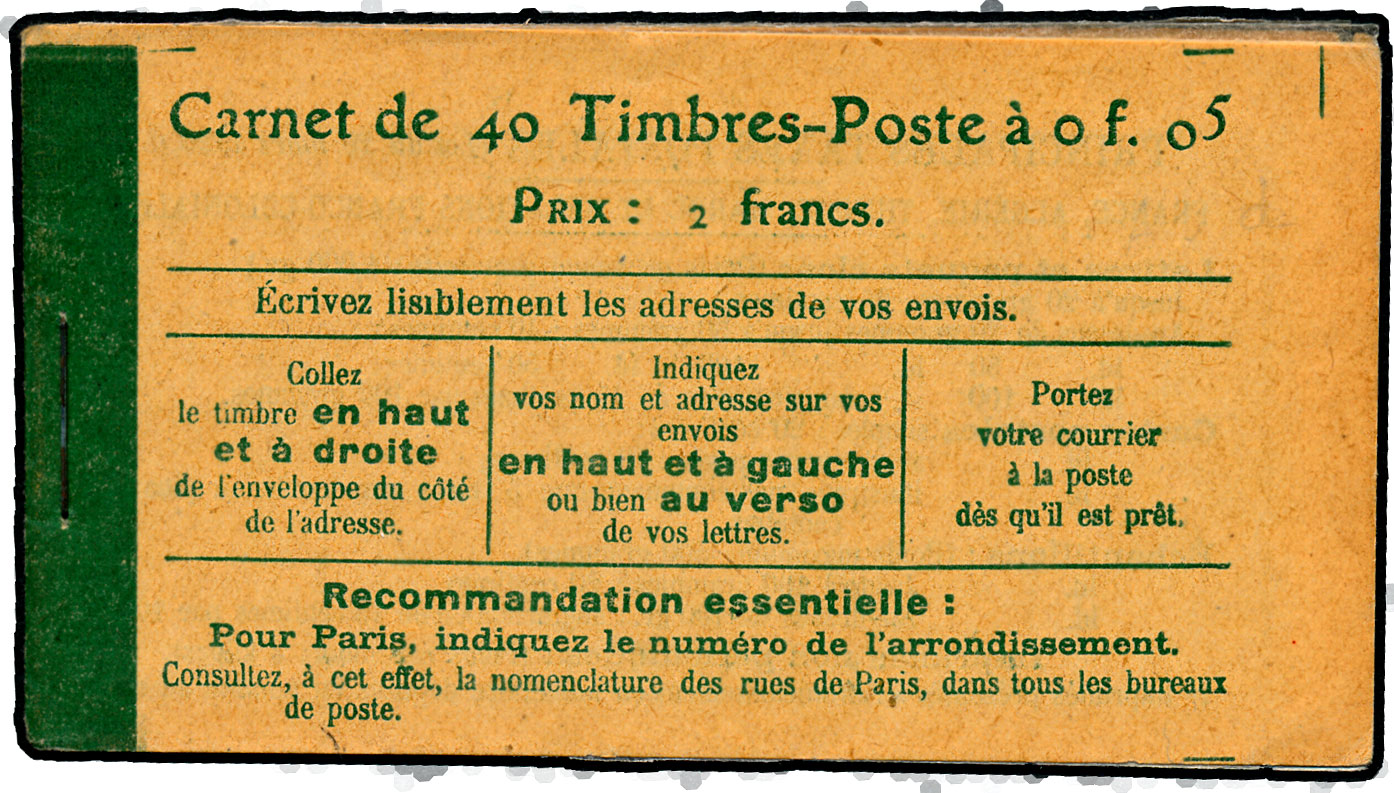 Carnet de 40 Timbres-Poste à 0 f. 05
PRIX : 2 francs.
Écrivez lisiblement les adresses de vos envois.
Collez
le timbre en haut
et à droite
de l'enveloppe du côté
de l'adresse.
Indiquez
vos nom et adresse sur vos
envois
en haut et à gauche
ou bien au verso
de vos lettres.
Portez
votre courrier
à la poste
dès qu'il est prêt.
Recommandation essentielle :
Pour Paris, indiquez le numéro de l'arrondissement.
Consultez, à cet effet, la nomenclature des rues de Paris, dans tous les bureaux
de poste.